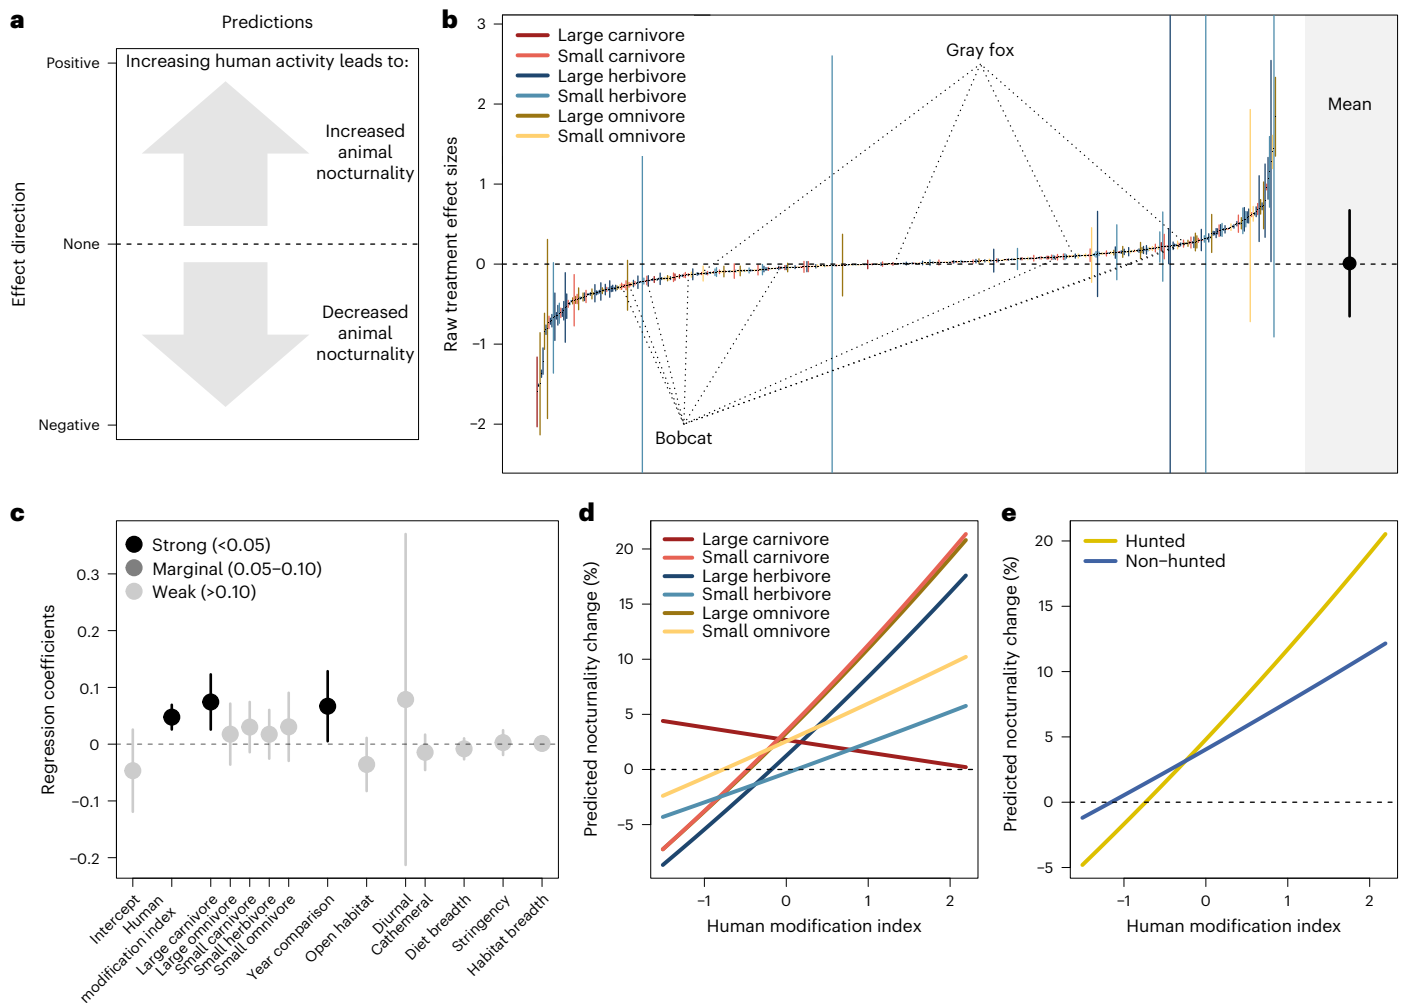 a
Predictions
Increasing human activity leads to:
Positive
None
Negative
Effect direction
Increased
animal
nocturnality
Decreased
animal
nocturnality
b
Raw treatment effect sizes
3
2
1
0
−1
−2
Large carnivore
Small carnivore
Large herbivore
Small herbivore
Large omnivore
Small omnivore
Gray fox
Bobcat
Mean
c
Regression coefficients
0.3
0.2
0.1
0
−0.1
−0.2
Strong (<0.05)
Marginal (0.05–0.10)
Weak (>0.10)
Intercept
Human
modification index
Large carnivore
Large omnivore
Small carnivore
Small herbivore
Small omnivore
Year comparison
Open habitat
Diurnal
Cathemeral
Diet breadth
Stringency
Habitat breadth
d
Predicted nocturnality change (%)
20
15
10
5
0
−5
Large carnivore
Small carnivore
Large herbivore
Small herbivore
Large omnivore
Small omnivore
−1
0
1
2
Human modification index
e
Predicted nocturnality change (%)
20
15
10
5
0
−5
Hunted
Non−hunted
−1
0
1
2
Human modification index